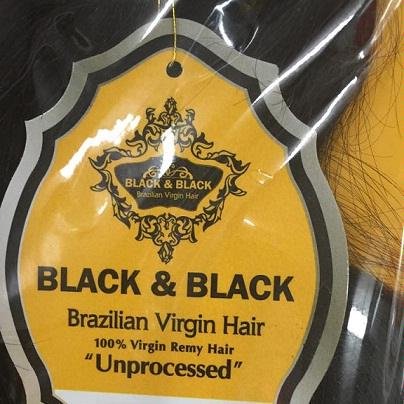 BLACK & BLACK
Brazilian Virgin Hair
BLACK & BLACK
Brazilian Virgin Hair
100% Virgin Remy Hair
“Unprocessed”